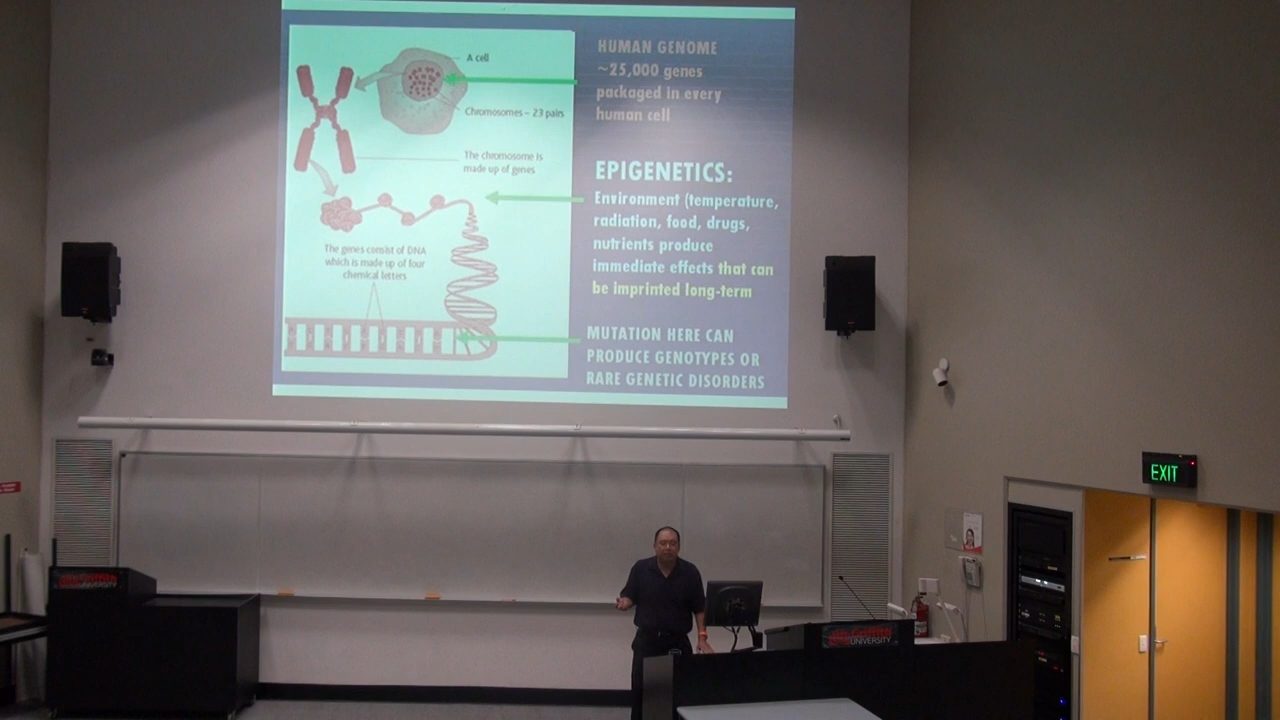 A cell
Chromosomes – 23 pairs
The chromosome is
made up of genes
The genes consist of DNA
which is made up of four
chemical letters
HUMAN GENOME
~25,000 genes
packaged in every
human cell
EPIGENETICS:
Environment (temperature,
radiation, food, drugs,
nutrients produce
immediate effects that can
be imprinted long-term
MUTATION HERE CAN
PRODUCE GENOTYPES OR
RARE GENETIC DISORDERS
EXIT
UNIVERSITY
UNIVERSITY